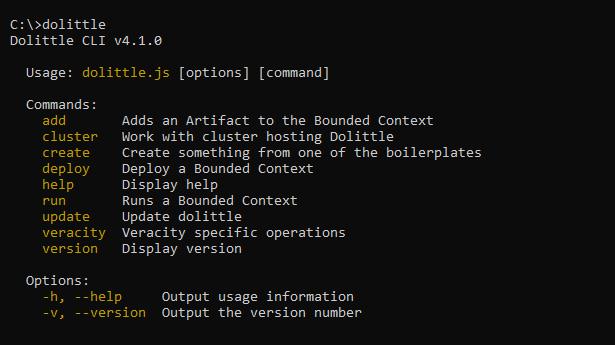 C:\>dolittle
Dolittle CLI v4.1.0
Usage: dolittle.js [options] [command]
Commands:
add Adds an Artifact to the Bounded Context
cluster Work with cluster hosting Dolittle
create Create something from one of the boilerplates
deploy Deploy a Bounded Context
help Display help
run Runs a Bounded Context
update Update dolittle
veracity Veracity specific operations
version Display version
Options:
-h, --help Output usage information
-v, --version Output the version number